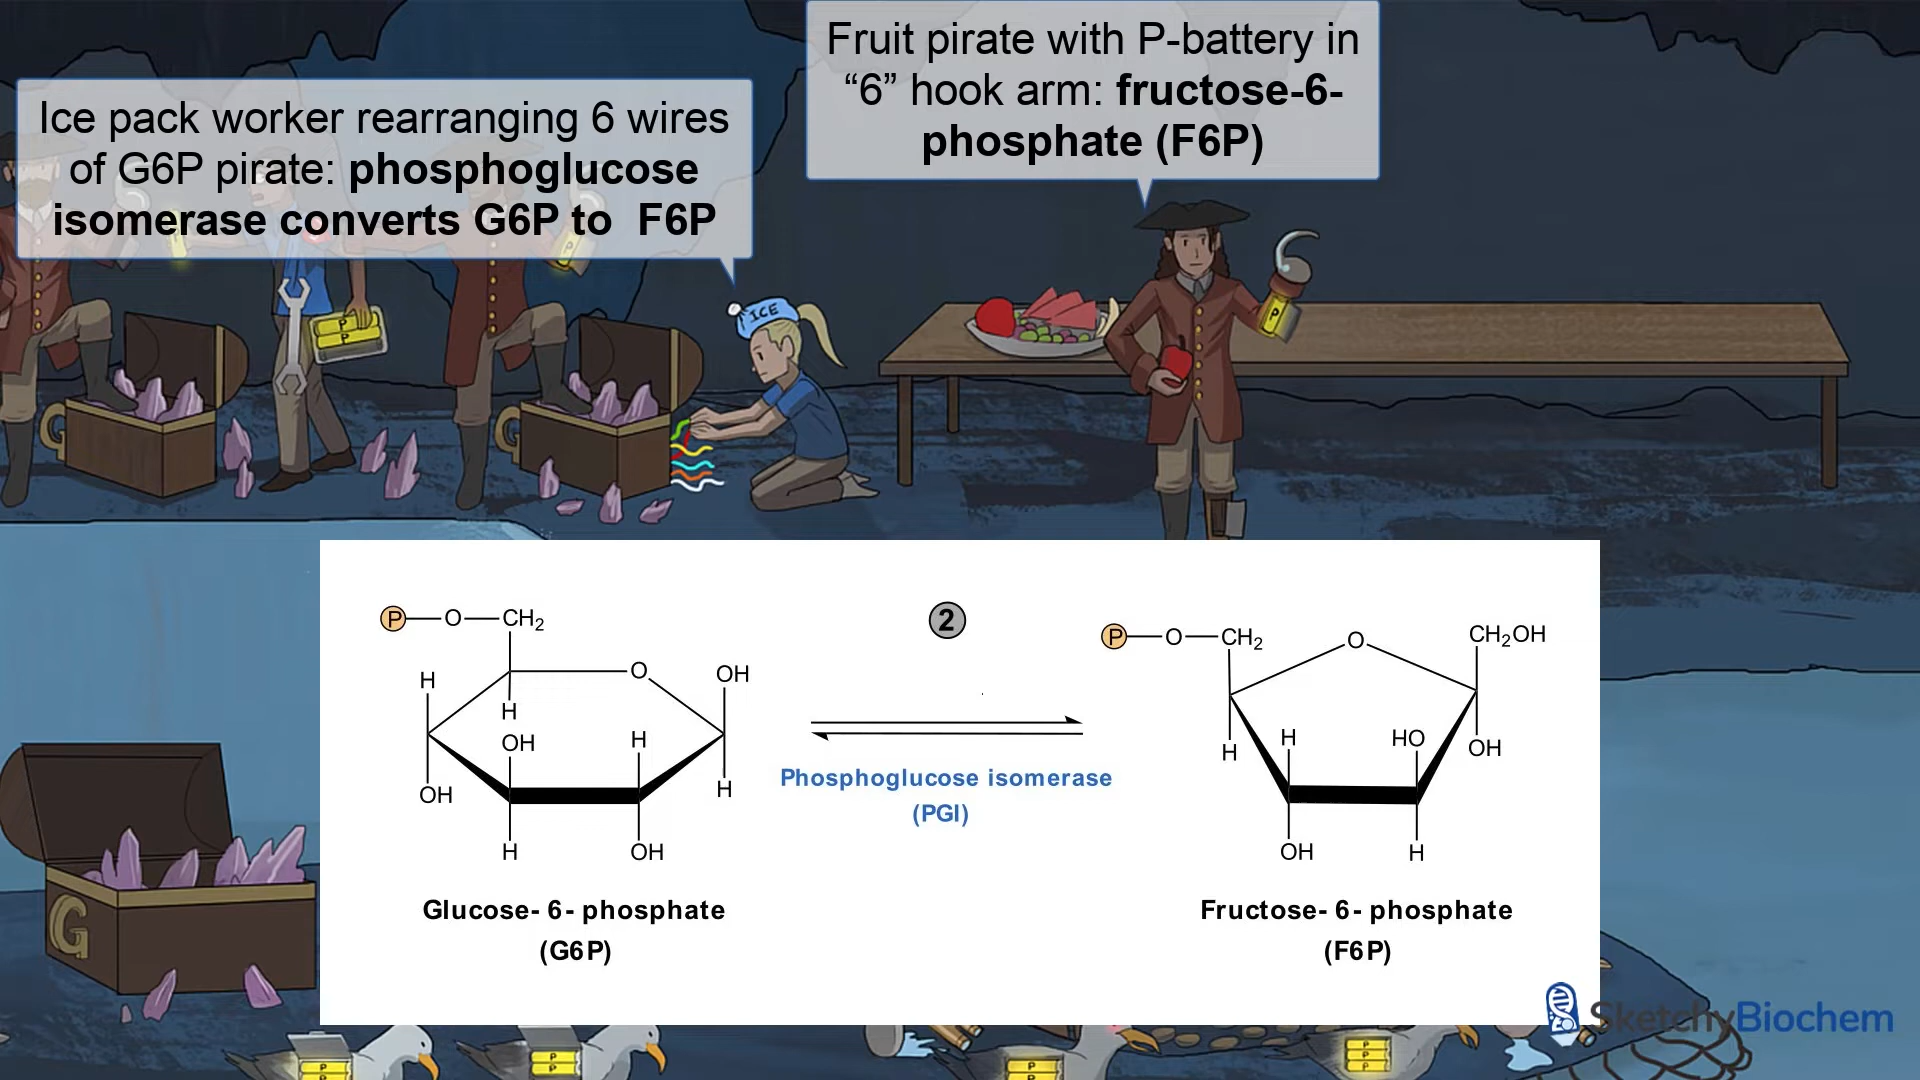 Fruit pirate with P-battery in
“6” hook arm: fructose-6-
phosphate (F6P)
Ice pack worker rearranging 6 wires
of G6P pirate: phosphoglucose
isomerase converts G6P to F6P
ICE
P
P
P
P
G
G
G
P O CH2
H
H
OH
H
OH
H
O
H
OH
OH
H
2
Phosphoglucose isomerase
(PGI)
P O CH2
O
CH2OH
H
H
OH
HO
H
OH
Glucose- 6- phosphate
(G6P)
Fructose- 6- phosphate
(F6P)
SketchyBiochem
P
P
P
P
P
P
P
P